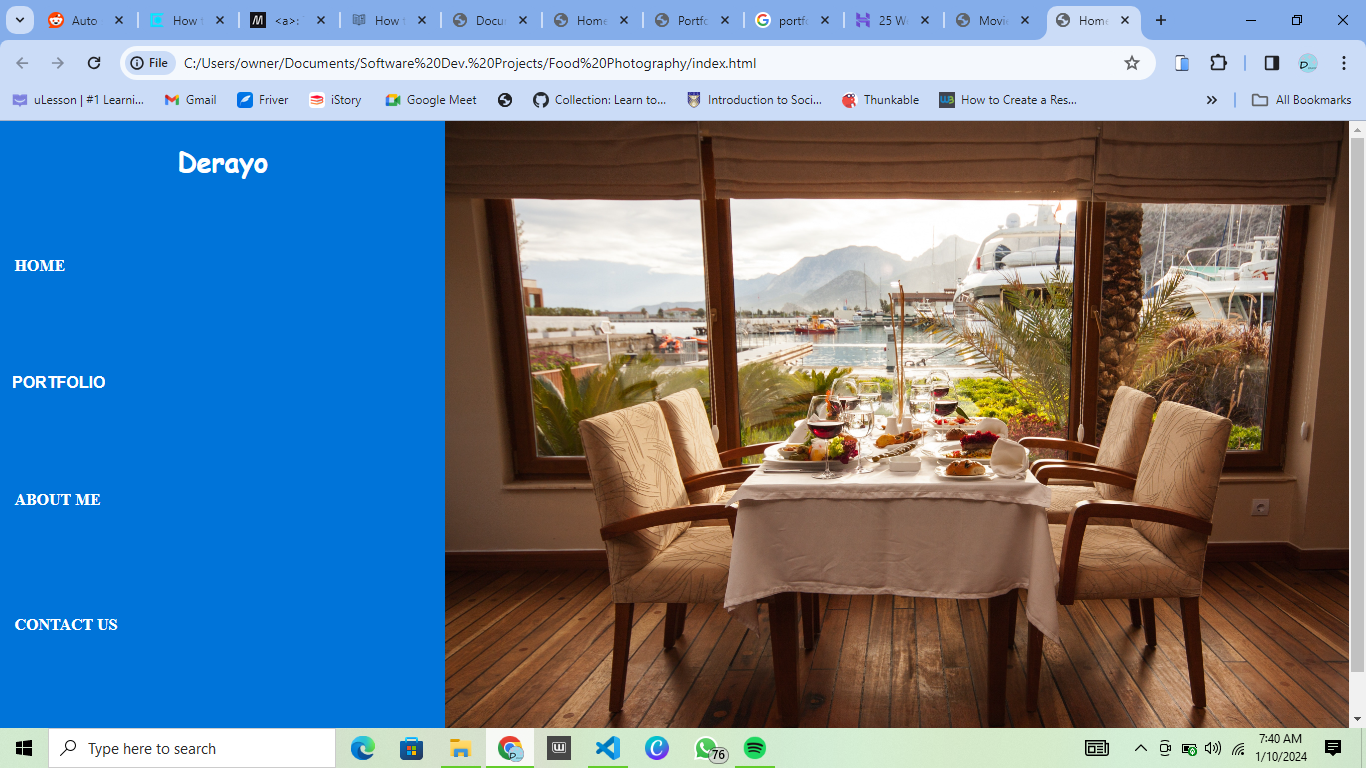 Auto
How
<a>:
How
Docu
Home
Portfo
portfo
25 W
Movi
Home
File
C:/Users/owner/Documents/Software%20Dev.%20Projects/Food%20Photography/index.html
uLesson | #1 Learni...
Gmail
Friver
iStory
Google Meet
Collection: Learn to...
Introduction to Soci...
Thunkable
How to Create a Res...
All Bookmarks
Derayo
HOME
PORTFOLIO
ABOUT ME
CONTACT US
Type here to search
76
7:40 AM
1/10/2024